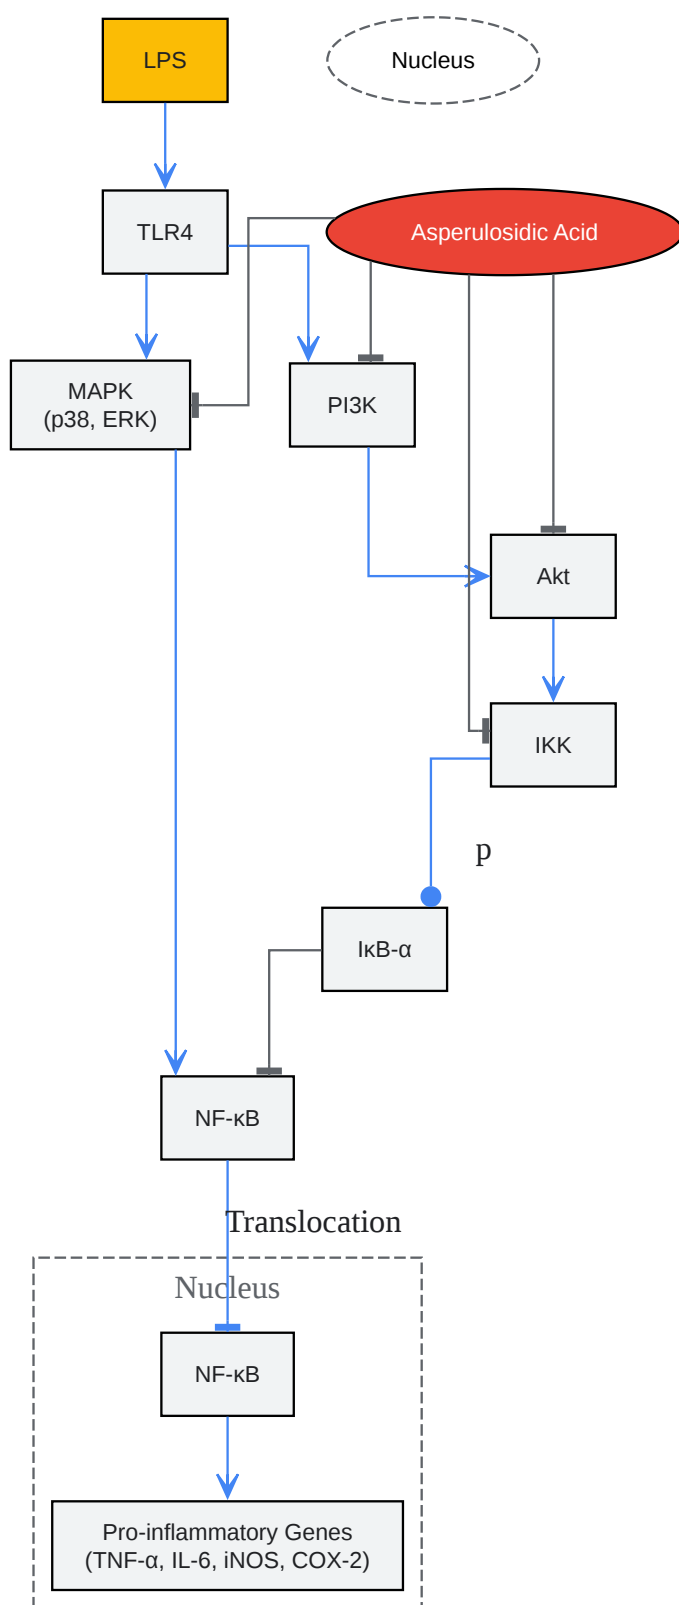 LPS
Nucleus
TLR4
Asperulosidic Acid
MAPK
(p38, ERK)
PI3K
Akt
IKK
p
IκB-α
NF-κB
Translocation
Nucleus
NF-κB
Pro-inflammatory Genes
(TNF-α, IL-6, iNOS, COX-2)